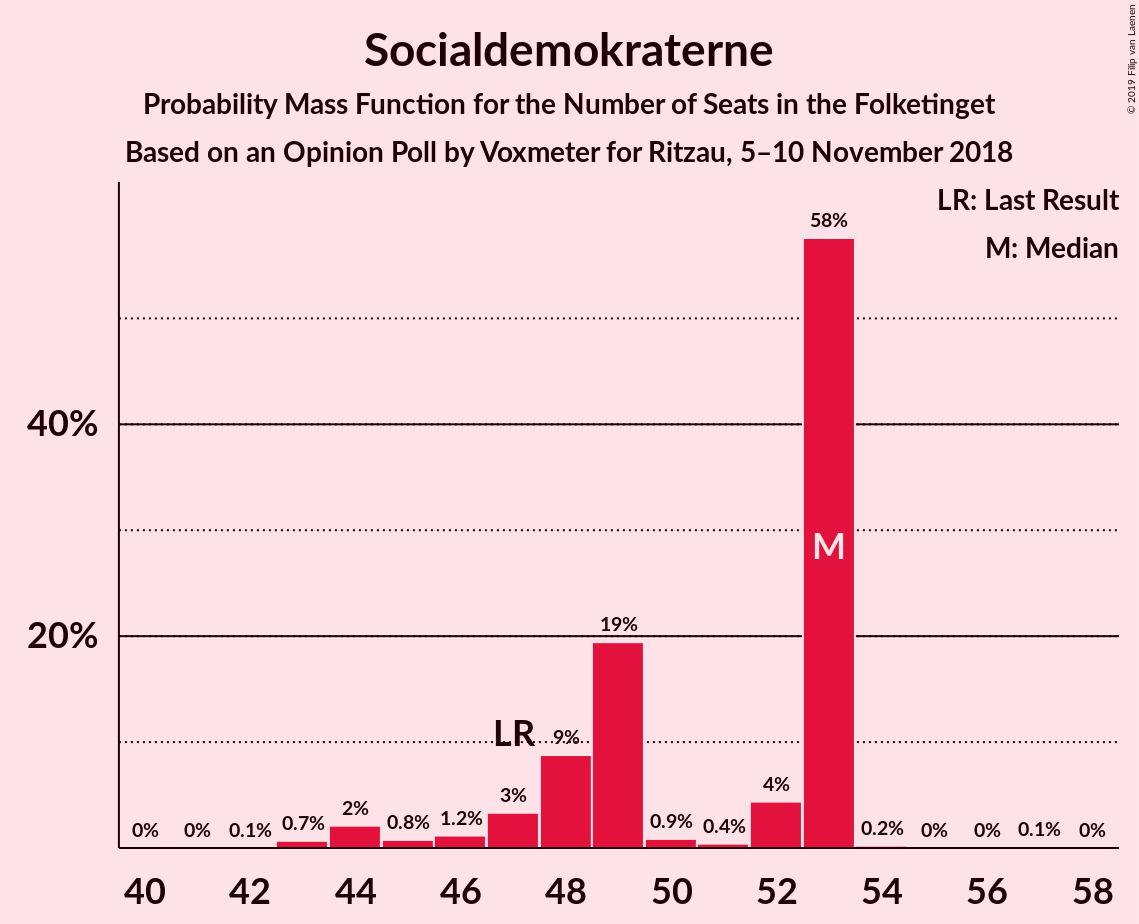 Socialdemokraterne
Probability Mass Function for the Number of Seats in the Folketinget
Based on an Opinion Poll by Voxmeter for Ritzau, 5–10 November 2018
© 2019 Filip van Laenen
LR: Last Result
M: Median
58%
40%
M
20%
19%
LR
9%
3%
4%
2%
1.2%
0% 0% 0.1% 0.7% 0.8% 0.9% 0.4% 0.2% 0% 0% 0.1% 0%
40 42 44 46 48 50 52 54 56 58